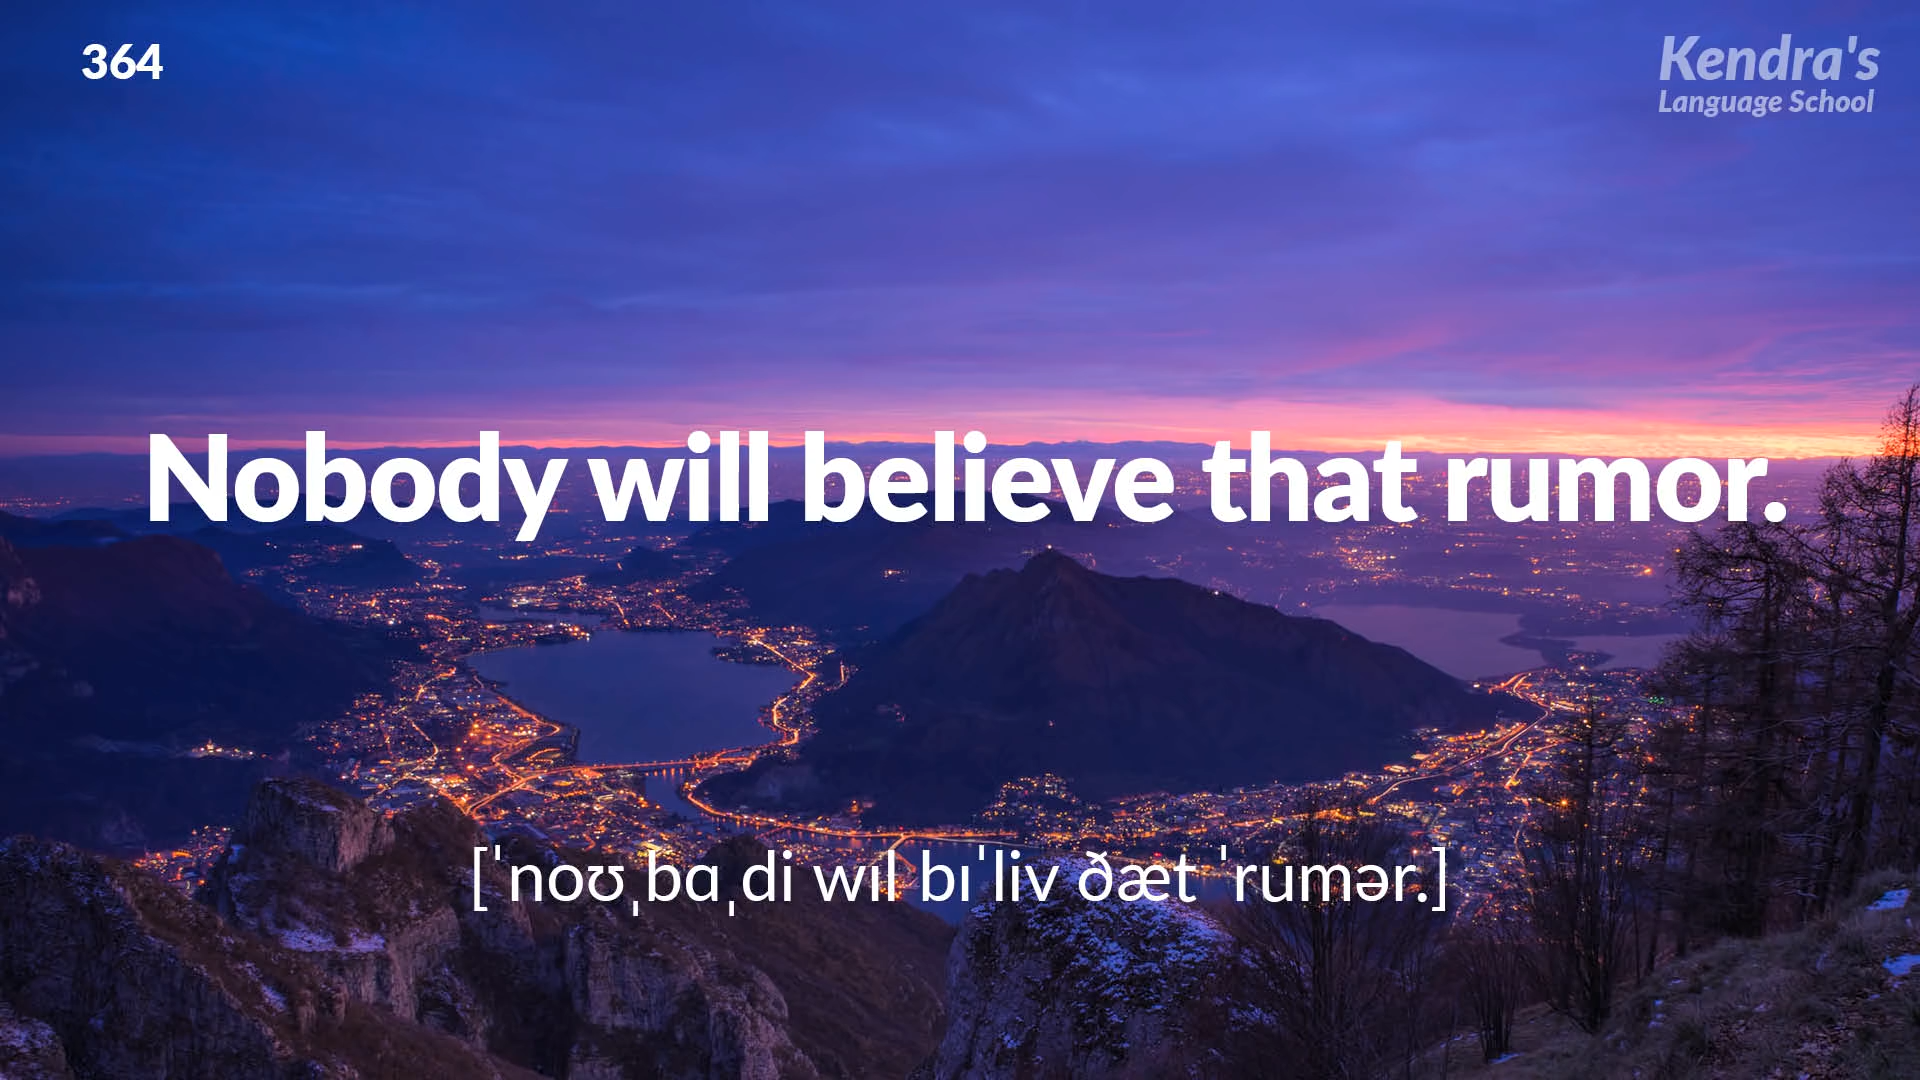 364
Kendra's
Language School
Nobody will believe that rumor.
[ˈnoʊˌbɑˌdi wɪl bɪˈliv ðæt ˈrumər.]